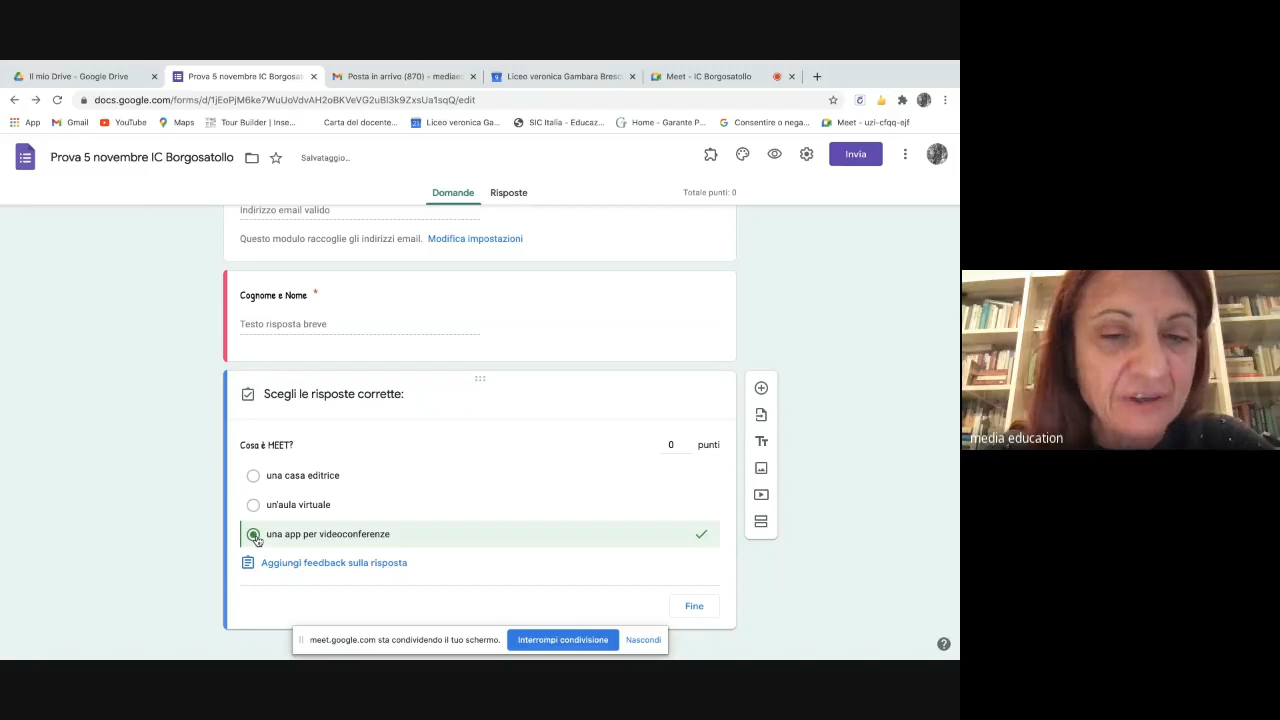 Il mio Drive - Google Drive
Prova 5 novembre IC Borgosat
Posta in arrivo (870) - mediaed
Liceo veronica Gambara Bresc
Meet - IC Borgosatollo
docs.google.com/forms/d/1jEoPjM6ke7WuUoVdvAH2oBKVeVG2uBl3k9ZxsUa1sqQ/edit
App
Gmail
YouTube
Maps
Tour Builder | Inse...
Carta del docente...
Liceo veronica Ga...
SIC Italia - Educaz...
Home - Garante P...
Consentire o nega...
Meet - uzi-cfqq-ejf
Prova 5 novembre IC Borgosatollo
Salvataggio...
Invia
Domande
Risposte
Totale punti: 0
Indirizzo email valido
Questo modulo raccoglie gli indirizzi email. Modifica impostazioni
Cognome e Nome *
Testo risposta breve
Scegli le risposte corrette:
Cosa è MEET?
0 punti
una casa editrice
un'aula virtuale
una app per videoconferenze
Aggiungi feedback sulla risposta
Fine
meet.google.com sta condividendo il tuo schermo.
Interrompi condivisione
Nascondi
media education